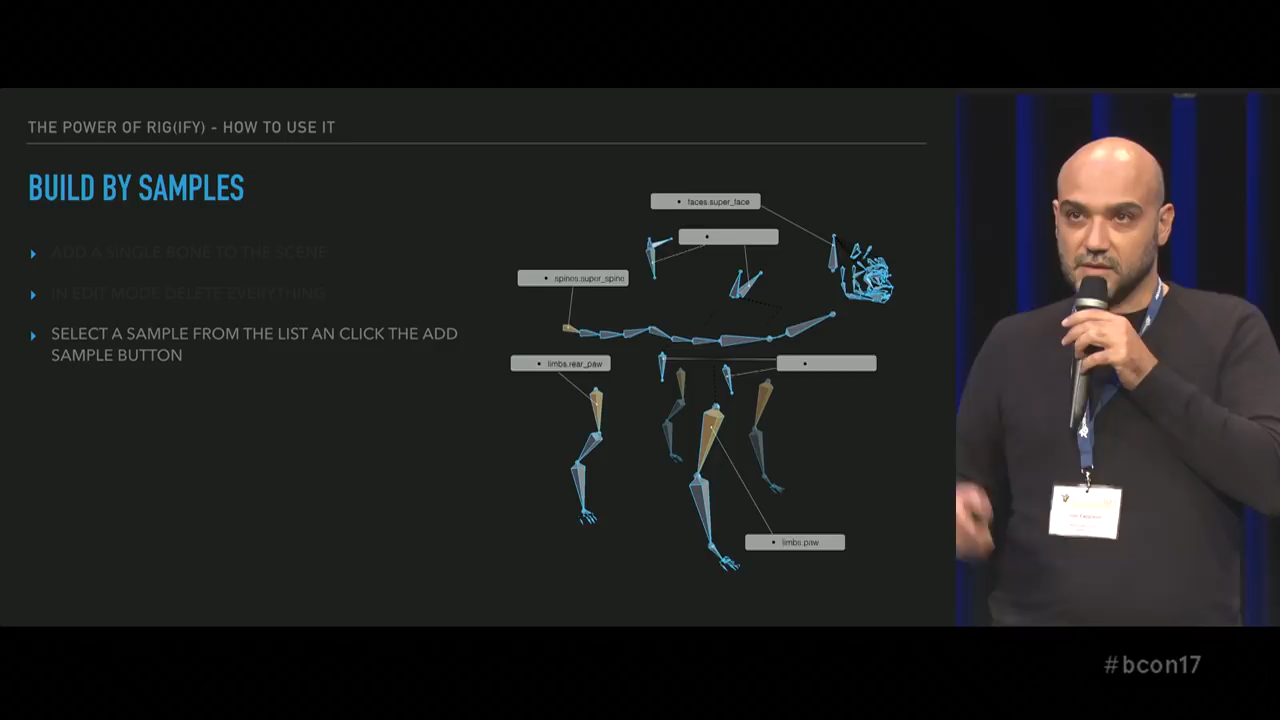 THE POWER OF RIG(IFY) - HOW TO USE IT
BUILD BY SAMPLES
ADD A SINGLE BONE TO THE SCENE
IN EDIT MODE DELETE EVERYTHING
SELECT A SAMPLE FROM THE LIST AN CLICK THE ADD
SAMPLE BUTTON
faces.super_face
spines.super_spine
limbs.rear_paw
limbs.paw
#bcon17